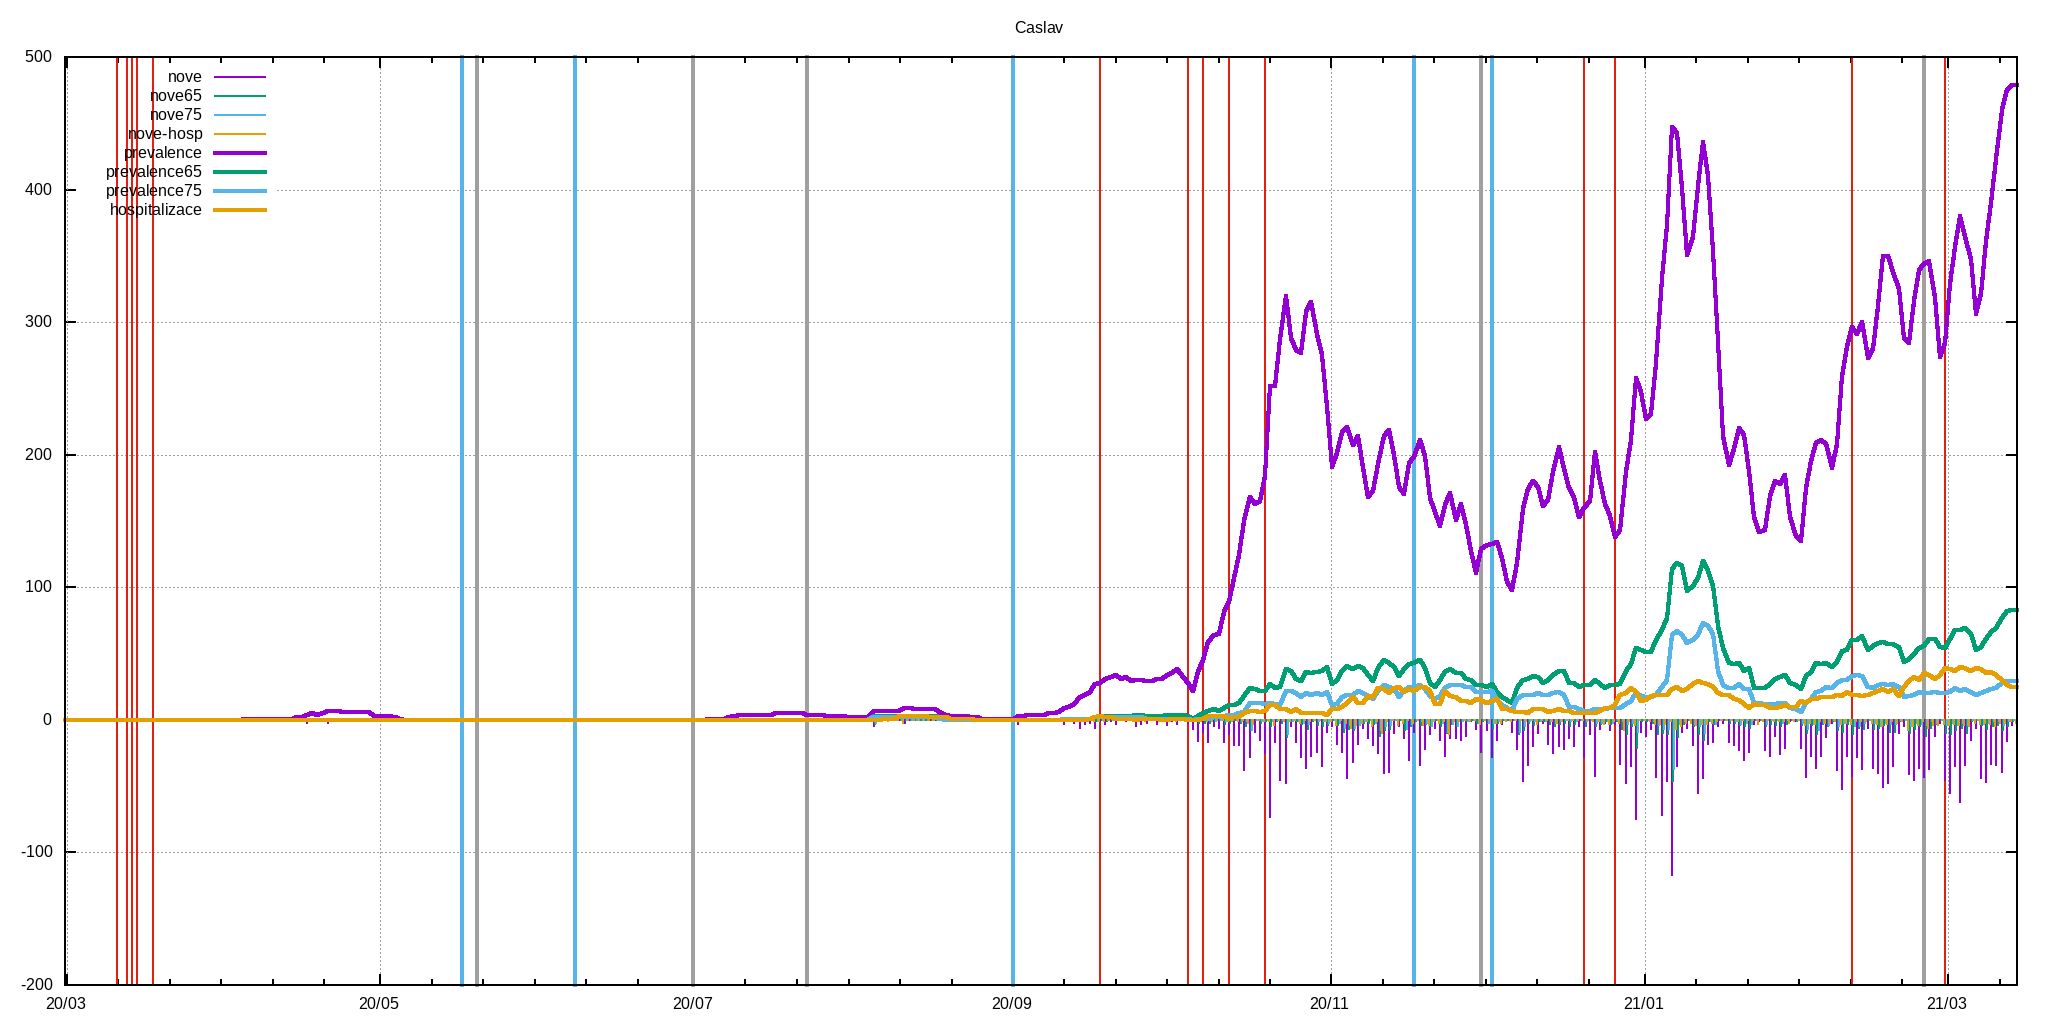 Caslav
500
400
300
200
100
0
-100
-200
nove
nove65
nove75
nove-hosp
prevalence
prevalence65
prevalence75
hospitalizace
20/03 20/05 20/07 20/09 20/11 21/01 21/03